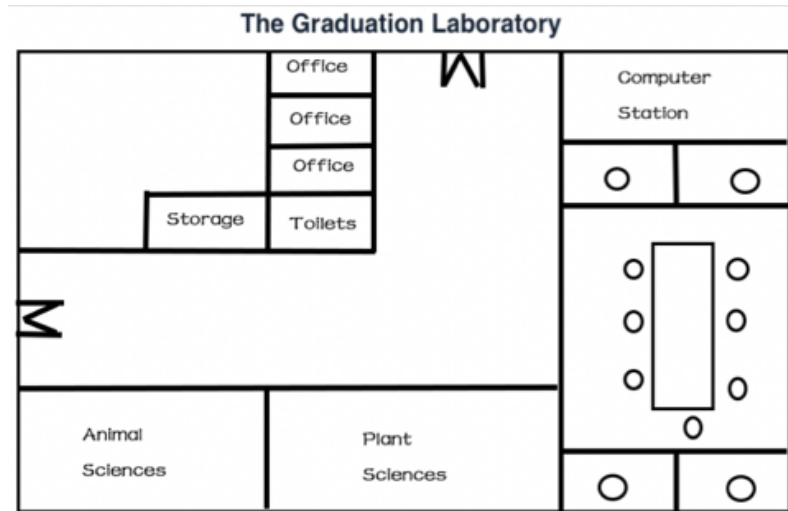 The Graduation Laboratory
Office
Computer
Station
Office
Office
Storage
Toilets
Animal
Sciences
Plant
Sciences